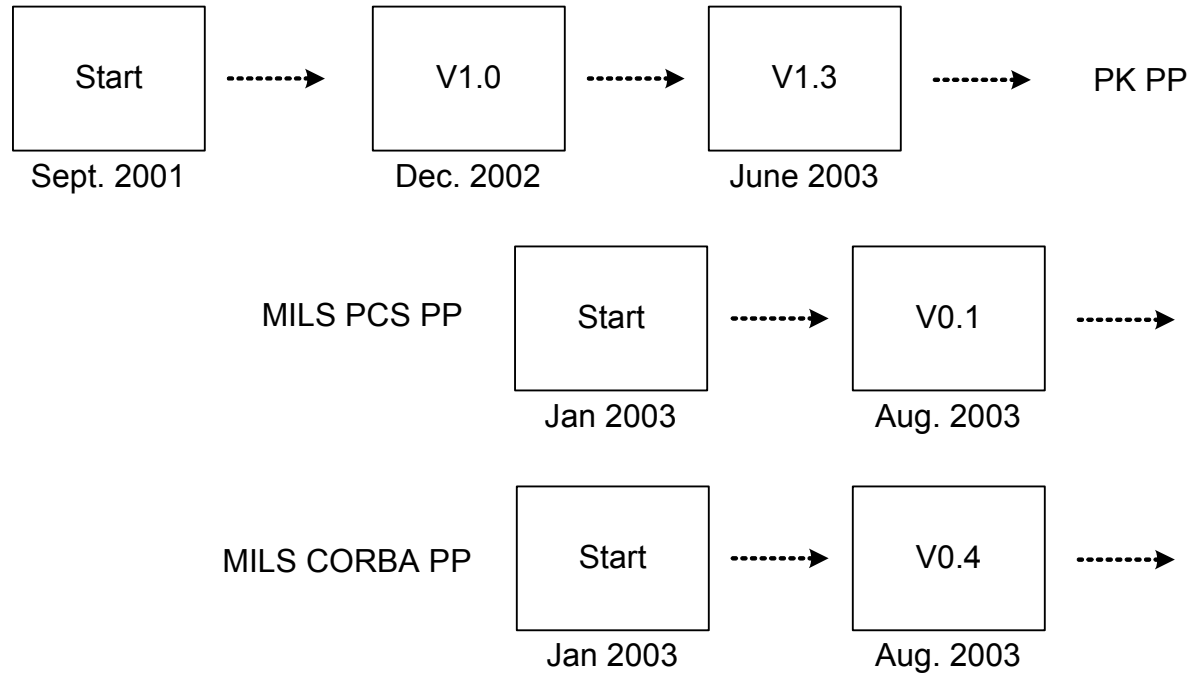 Start
V1.0
V1.3
PK PP
Sept. 2001
Dec. 2002
June 2003
MILS PCS PP
Start
V0.1
Jan 2003
Aug. 2003
MILS CORBA PP
Start
V0.4
Jan 2003
Aug. 2003